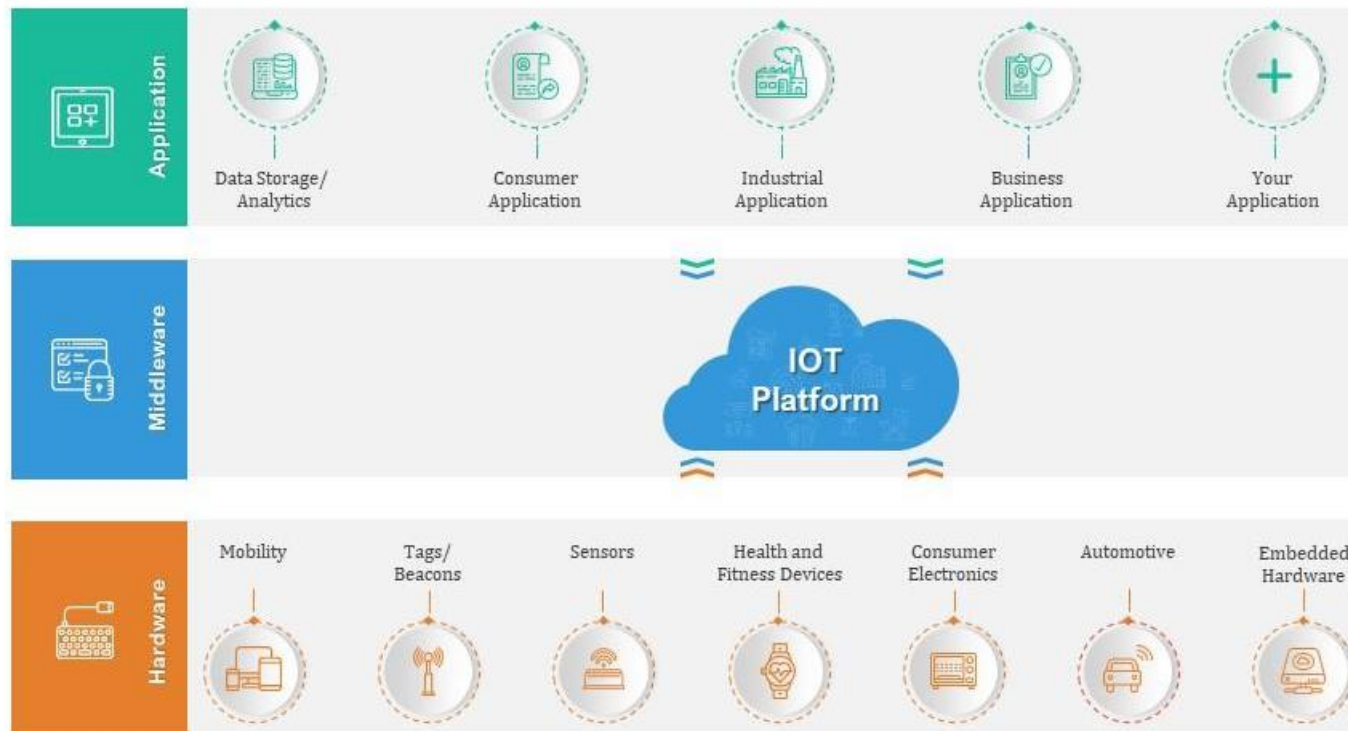 Application
Data Storage/
Analytics
Consumer
Application
Industrial
Application
Business
Application
Your
Application
Middleware
IOT
Platform
Hardware
Mobility
Tags/
Beacons
Sensors
Health and
Fitness Devices
Consumer
Electronics
Automotive
Embedded
Hardware